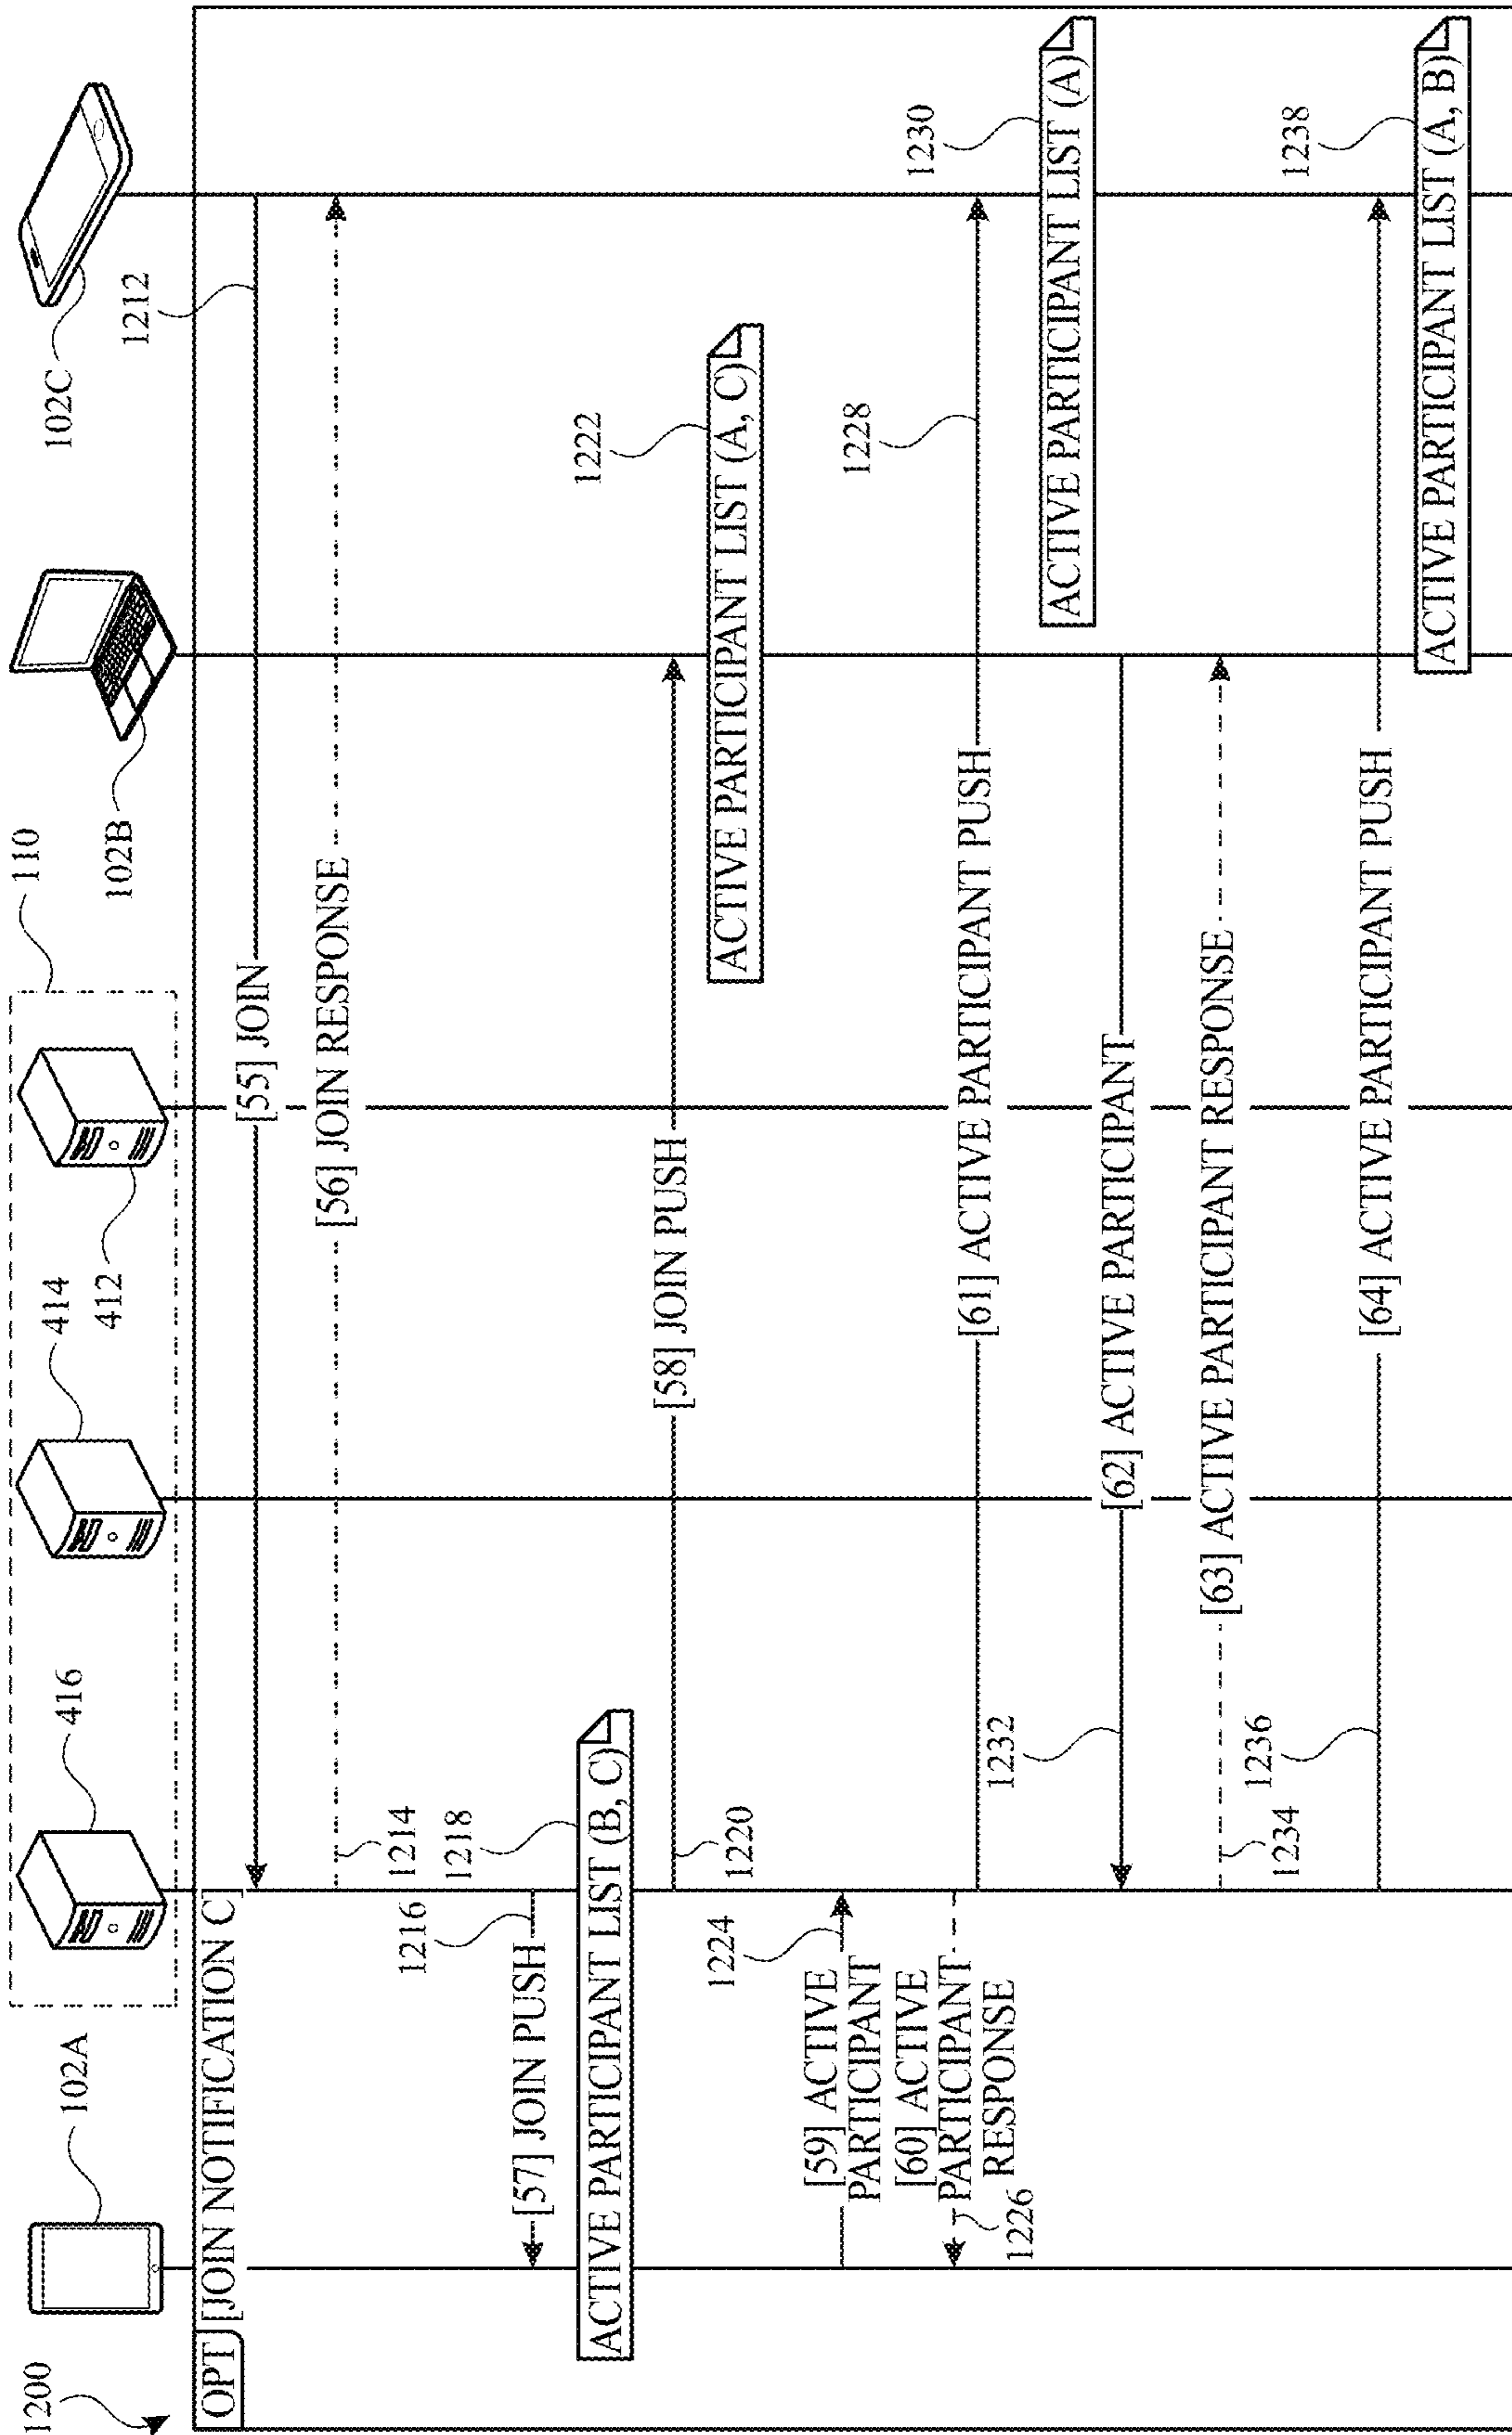 1200
102A
416
414
412
110
102B
102C
OPT
[JOIN NOTIFICATION C]
[55] JOIN
1212
[56] JOIN RESPONSE
1214
1216
[57] JOIN PUSH
1218
ACTIVE PARTICIPANT LIST (B, C)
[58] JOIN PUSH
1220
1222
ACTIVE PARTICIPANT LIST (A, C)
1224
[59] ACTIVE
PARTICIPANT
[60] ACTIVE
PARTICIPANT
RESPONSE
1226
[61] ACTIVE PARTICIPANT PUSH
1228
1230
ACTIVE PARTICIPANT LIST (A)
1232
[62] ACTIVE PARTICIPANT
[63] ACTIVE PARTICIPANT RESPONSE
1234
1236
[64] ACTIVE PARTICIPANT PUSH
1238
ACTIVE PARTICIPANT LIST (A, B)